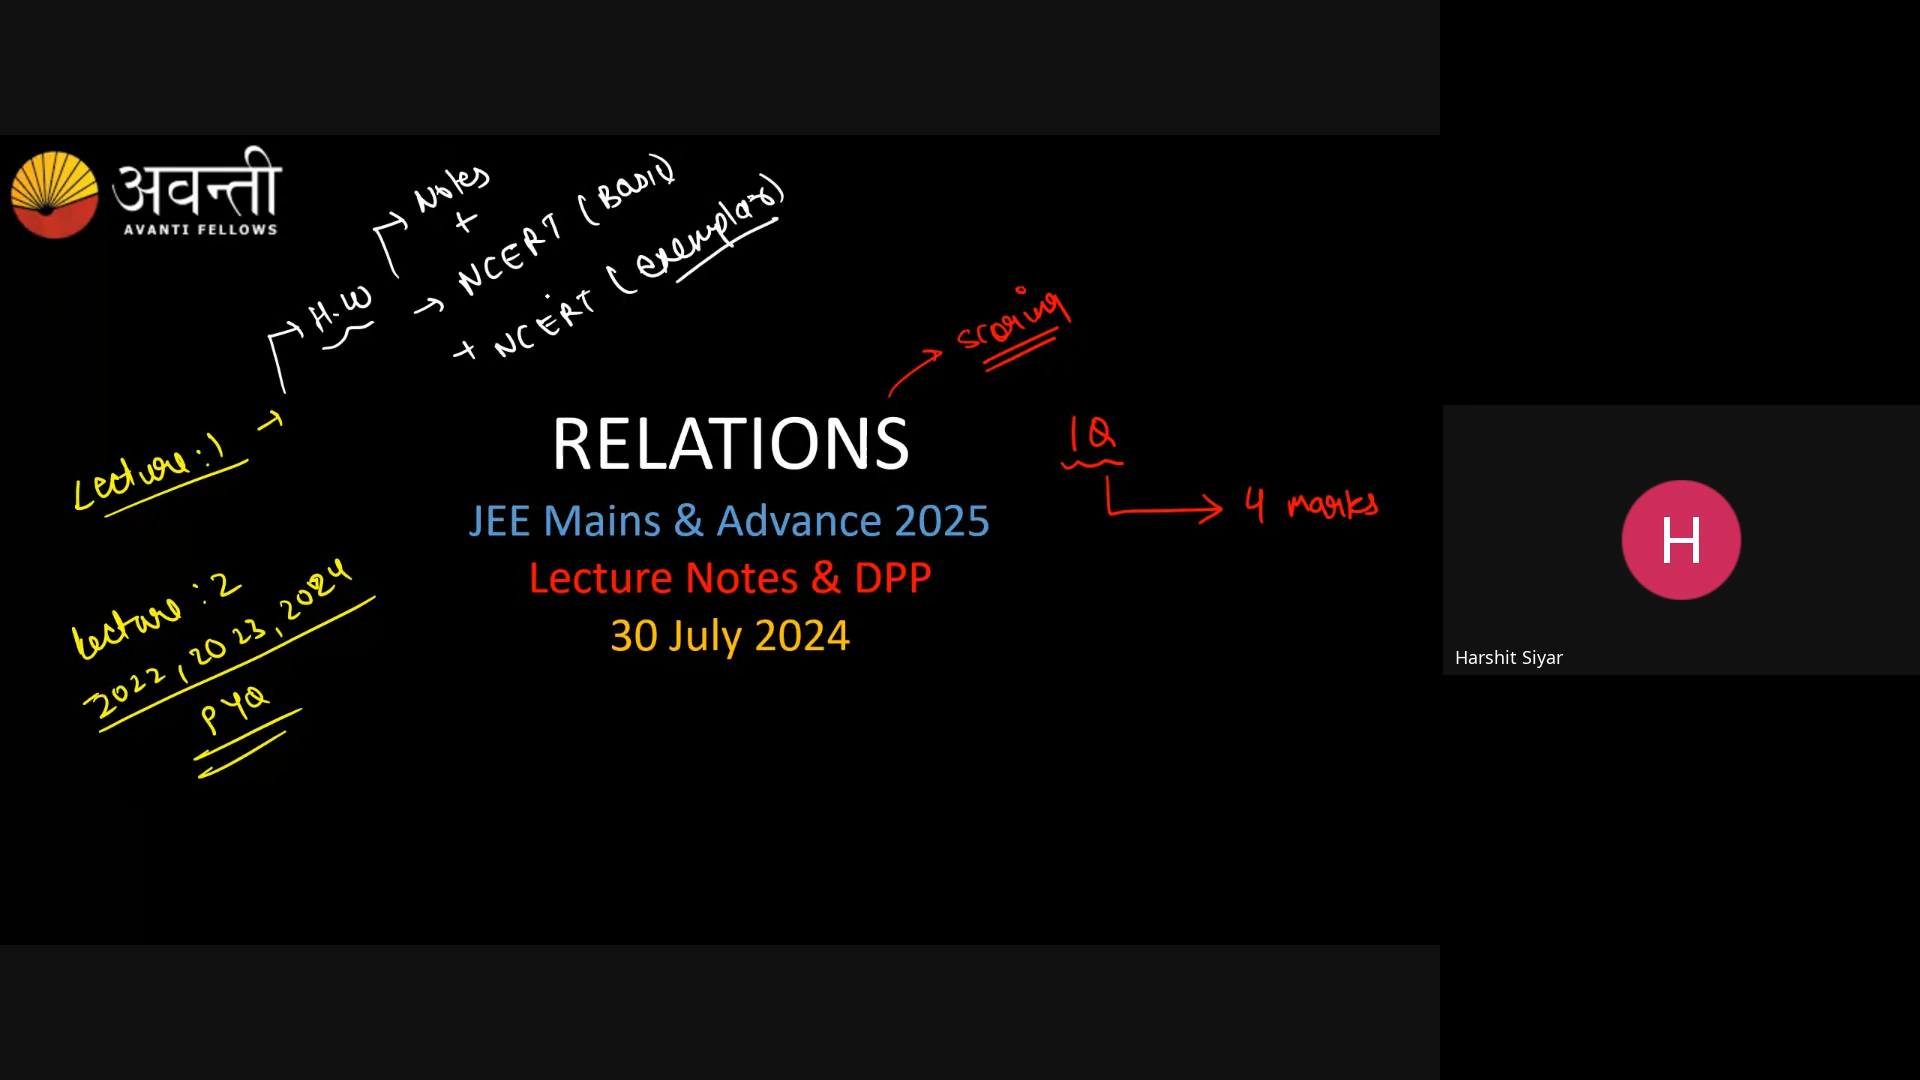 अवन्ती
AVANTI FELLOWS
Notes
+
H.W → NCERT (Basic)
+ NCERT (exemplar)
scoring
Lecture:1 →
RELATIONS
1Q
4 marks
JEE Mains & Advance 2025
Lecture Notes & DPP
30 July 2024
Lecture:2
2022, 2023, 2024
PYQ
H
Harshit Siyar